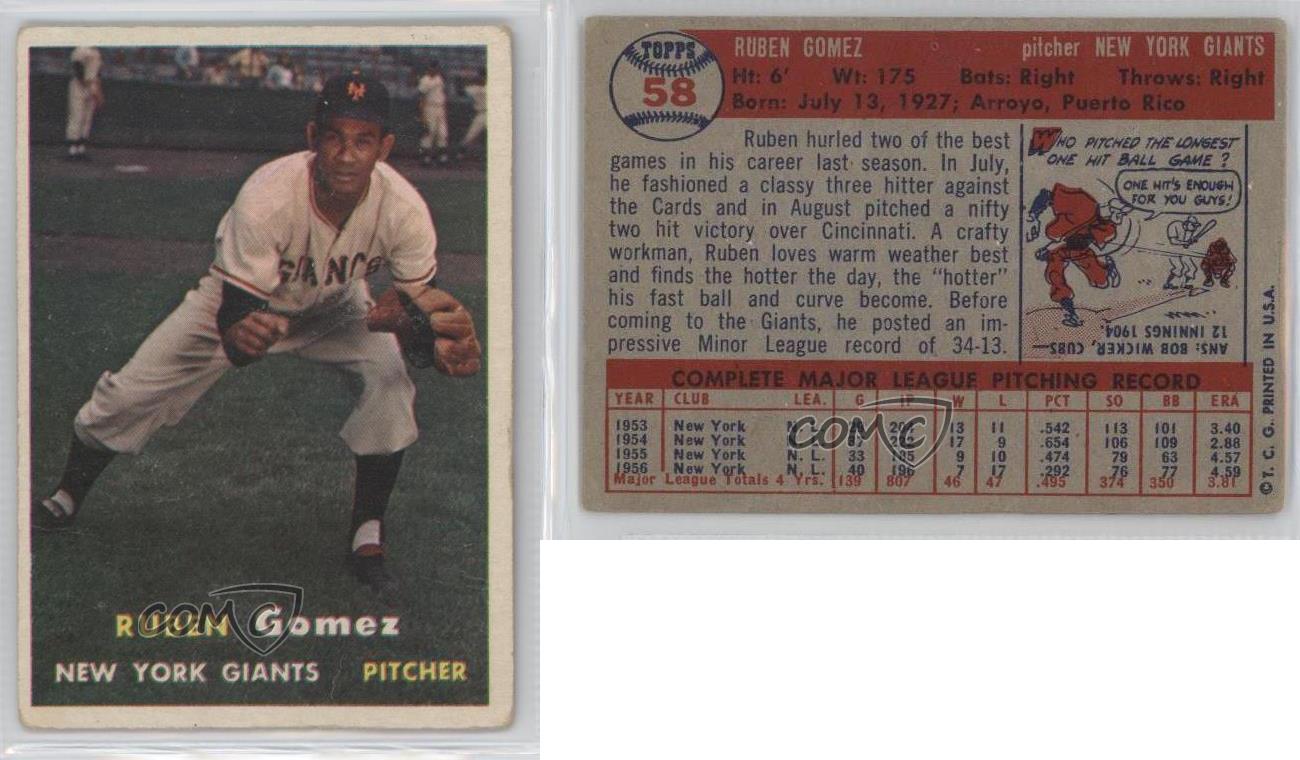 NY
GIANTS
RUBEN Gomez
NEW YORK GIANTS PITCHER
COMC
TOPPS
58
RUBEN GOMEZ pitcher NEW YORK GIANTS
Ht: 6' Wt: 175 Bats: Right Throws: Right
Born: July 13, 1927; Arroyo, Puerto Rico
Ruben hurled two of the best
games in his career last season. In July,
he fashioned a classy three hitter against
the Cards and in August pitched a nifty
two hit victory over Cincinnati. A crafty
workman, Ruben loves warm weather best
and finds the hotter the day, the "hotter"
his fast ball and curve become. Before
coming to the Giants, he posted an im-
pressive Minor League record of 34-13.
WHO PITCHED THE LONGEST
ONE HIT BALL GAME?
ONE HIT'S ENOUGH
FOR YOU GUYS!
ANS: BOB WICKER, CUBS—
12 INNINGS 1904.
COMPLETE MAJOR LEAGUE PITCHING RECORD
YEAR CLUB LEA. G IP W L PCT SO BB ERA
1953 New York N. L. 13 11 .542 113 101 3.40
1954 New York N. L. 17 9 .654 106 109 2.88
1955 New York N. L. 33 185 9 10 .474 79 63 4.57
1956 New York N. L. 40 196 7 17 .292 76 77 4.59
Major League Totals 4 Yrs. 139 807 46 47 .495 374 350 3.81
COMC
© T. C. G. PRINTED IN U.S.A.